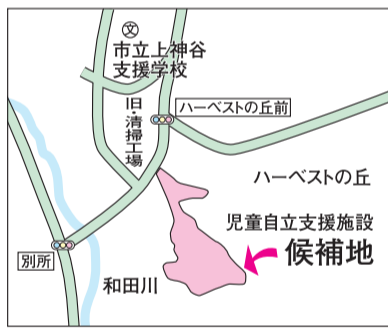 文
市立上神谷
支援学校
旧・清掃工場
ハーベストの丘前
ハーベストの丘
児童自立支援施設
候補地
別所
和田川